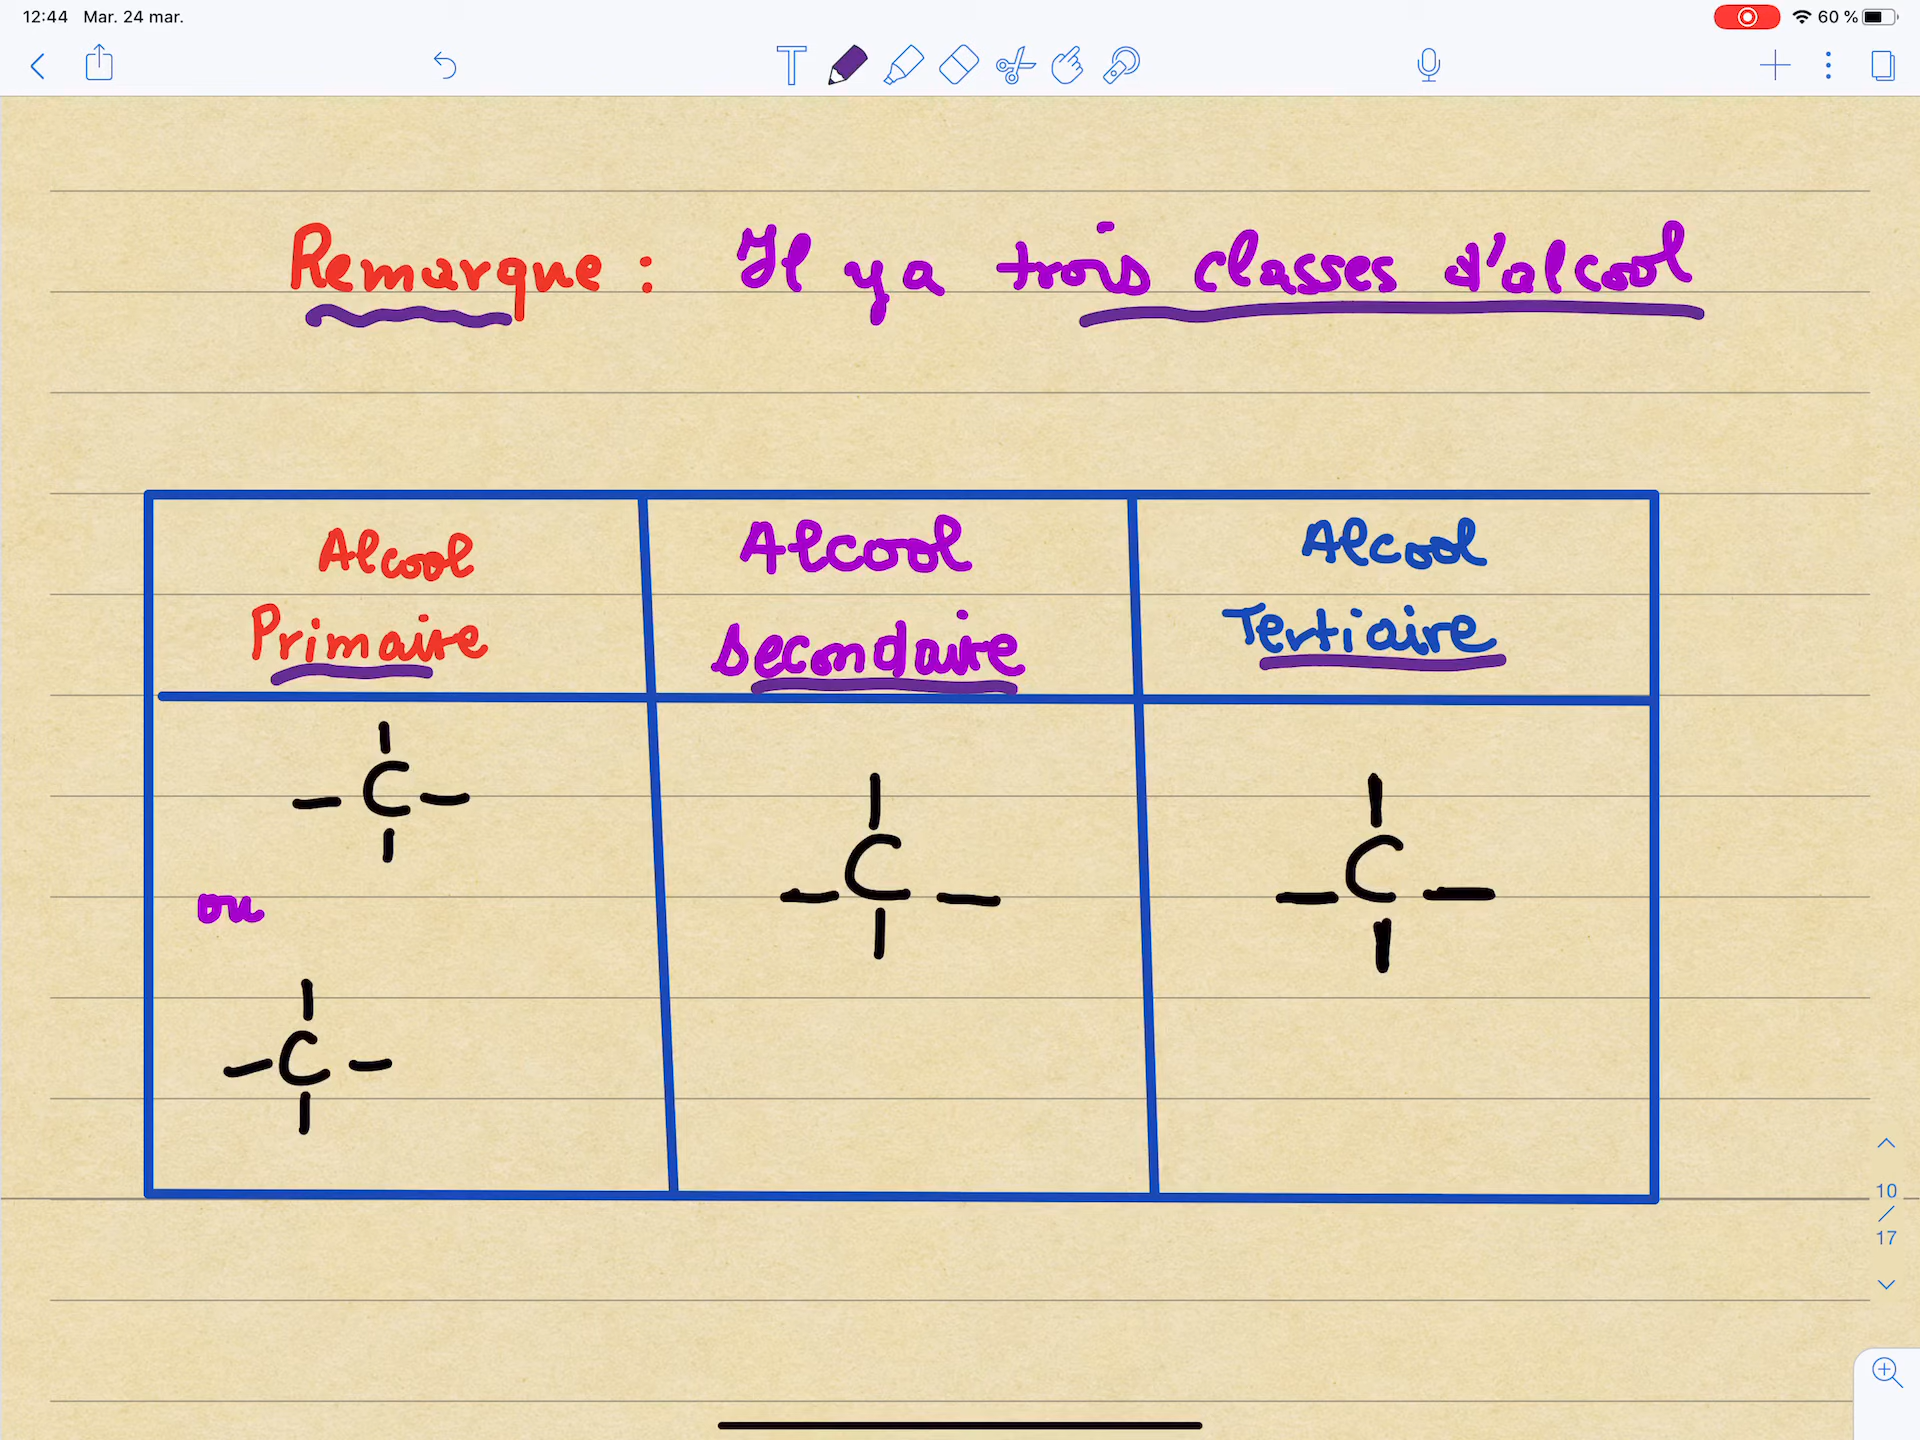 12:44 Mar. 24 mar. 60 %
Remarque : Il y a trois classes d'alcool
Alcool Primaire
Alcool Secondaire
Alcool Tertiaire
C
ou
C
C
C
10
/
17